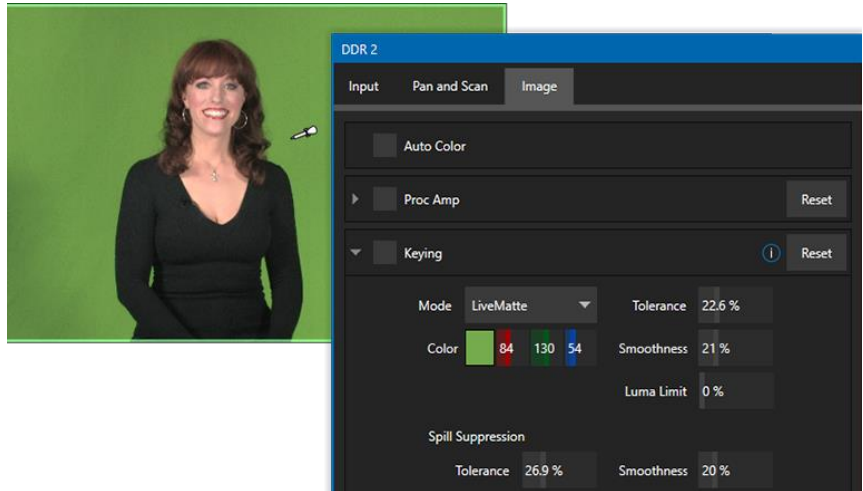 DDR 2
Input Pan and Scan Image
Auto Color
Proc Amp Reset
Keying i Reset
Mode LiveMatte Tolerance 22.6 %
Color 84 130 54 Smoothness 21 %
Luma Limit 0 %
Spill Suppression
Tolerance 26.9 % Smoothness 20 %